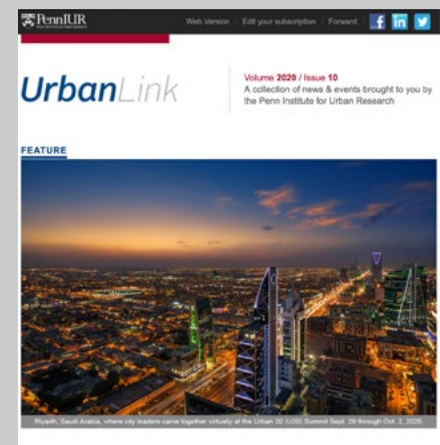 PennIUR
Web Version / Edit your subscription / Forward
UrbanLink
Volume 2020 / Issue 10
A collection of news & events brought to you by
the Penn Institute for Urban Research
FEATURE
Riyadh, Saudi Arabia, where city leaders came together virtually at the Urban 20 (U20) Summit Sept. 29 through Oct. 2, 2020.